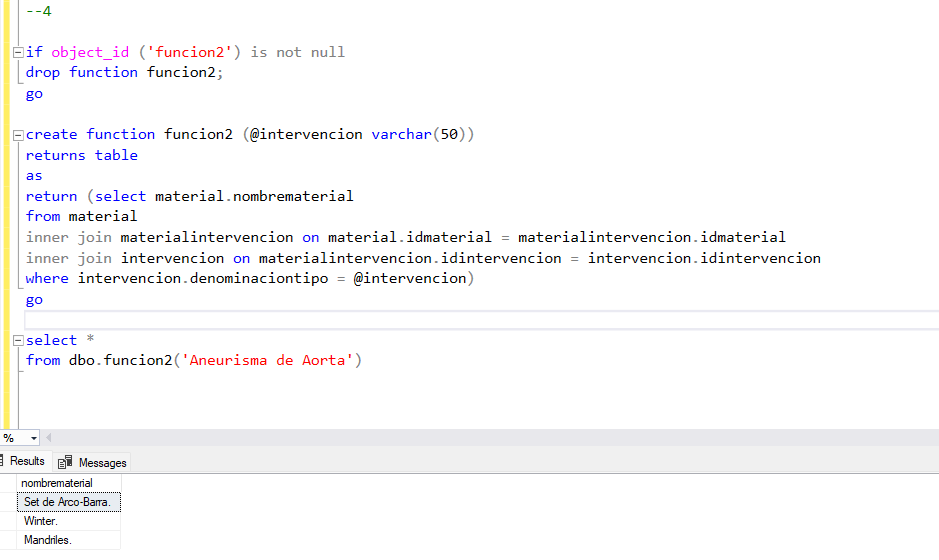 --4
if object_id ('funcion2') is not null
drop function funcion2;
go
create function funcion2 (@intervencion varchar(50))
returns table
as
return (select material.nombrematerial
from material
inner join materialintervencion on material.idmaterial = materialintervencion.idmaterial
inner join intervencion on materialintervencion.idintervencion = intervencion.idintervencion
where intervencion.denominaciontipo = @intervencion)
go
select *
from dbo.funcion2('Aneurisma de Aorta')
%
Results Messages
nombrematerial
Set de Arco-Barra.
Winter.
Mandriles.